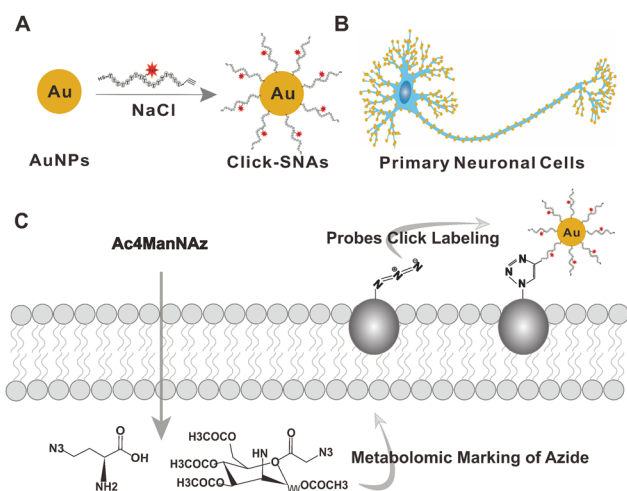 A
Au
AuNPs
HS
NaCl
Au
Click-SNAs
B
Primary Neuronal Cells
C
Ac4ManNAz
Probes Click Labeling
Au
N N N
N
N
N
N3
O
OH
NH2
H3COCO
H3COCO
H3COCO
HN
O
O
N3
OCOCH3
Metabolomic Marking of Azide